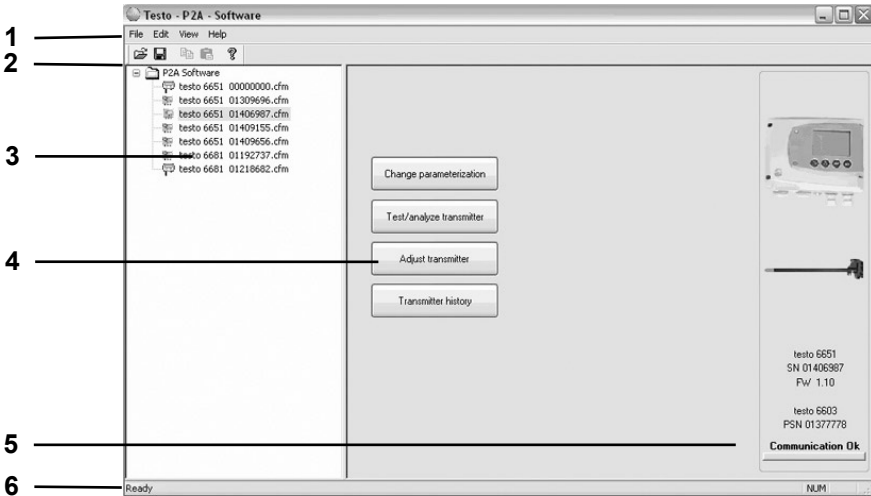 Testo - P2A - Software
1
File Edit View Help
2
P2A Software
testo 6651 00000000.cfm
testo 6651 01309696.cfm
testo 6651 01406987.cfm
testo 6651 01409155.cfm
testo 6651 01409656.cfm
3
testo 6681 01192737.cfm
testo 6681 01218682.cfm
Change parameterization
Test/analyze transmitter
4
Adjust transmitter
Transmitter history
testo 6651
SN 01406987
FW 1.10
testo 6603
PSN 01377778
5
Communication Ok
6
Ready NUM